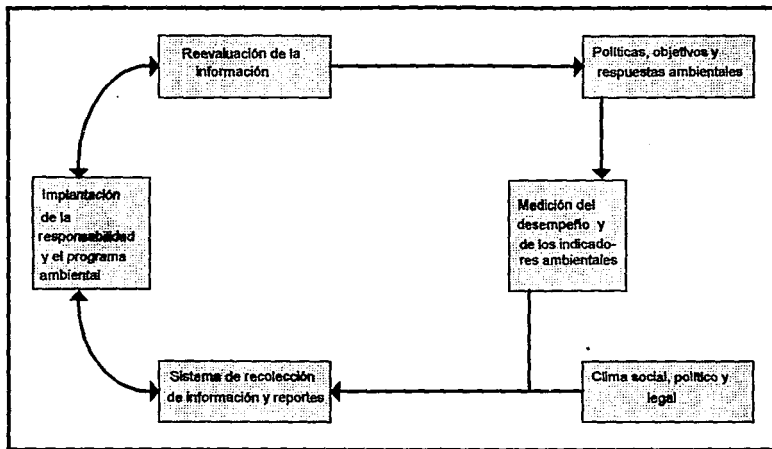 Reevaluación de la
Información
Políticas, objetivos y
respuestas ambientales
Implantación
de la
responsabilidad
y el programa
ambiental
Medición del
desempeño y
de los indicado-
res ambientales
Sistema de recolección
de información y reportes
Clima social, político y
legal